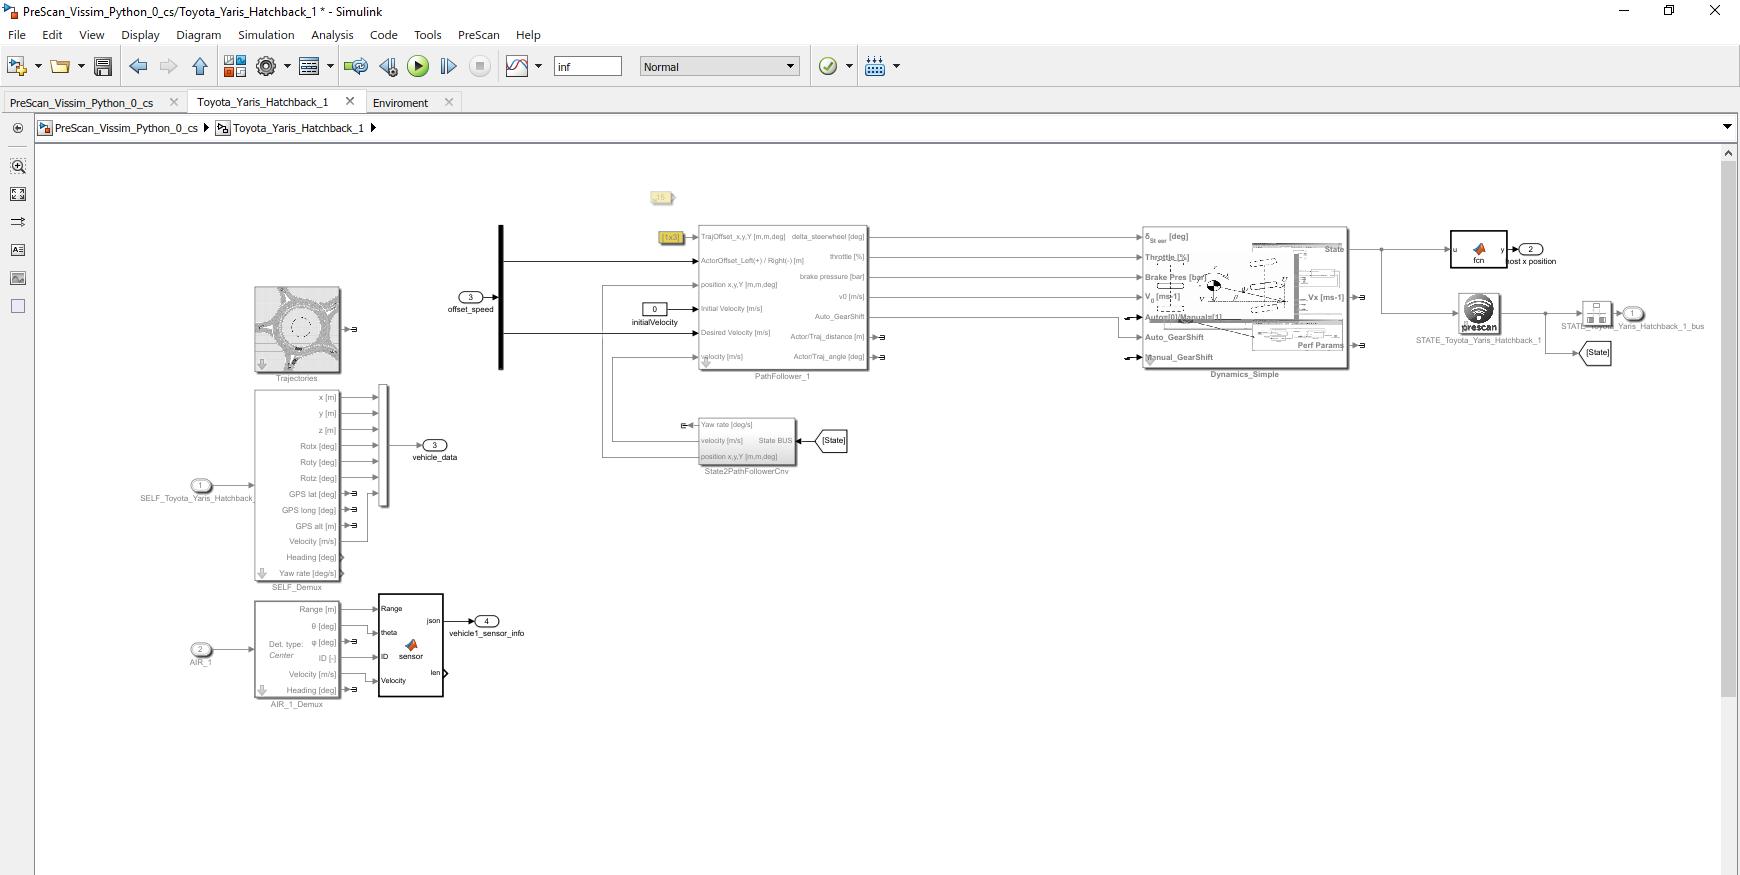 PreScan_Vissim_Python_0_cs/Toyota_Yaris_Hatchback_1 * - Simulink
File Edit View Display Diagram Simulation Analysis Code Tools PreScan Help
inf
Normal
PreScan_Vissim_Python_0_cs
Toyota_Yaris_Hatchback_1
Enviroment
PreScan_Vissim_Python_0_cs
Toyota_Yaris_Hatchback_1
Trajectories
1
SELF_Toyota_Yaris_Hatchback_
x [m]
y [m]
z [m]
Rotx [deg]
Roty [deg]
Rotz [deg]
GPS lat [deg]
GPS long [deg]
GPS alt [m]
Velocity [m/s]
Heading [deg]
Yaw rate [deg/s]
SELF_Demux
3
vehicle_data
2
AIR_1
Det. type:
Center
Range [m]
θ [deg]
φ [deg]
ID [-]
Velocity [m/s]
Heading [deg]
AIR_1_Demux
Range
theta
ID
Velocity
sensor
json
len
4
vehicle1_sensor_info
3
offset_speed
15
[1x3]
0
initialVelocity
TrajOffset_x,y,Y [m,m,deg]
ActorOffset_Left(+) / Right(-) [m]
position x,y,Y [m,m,deg]
Initial Velocity [m/s]
Desired Velocity [m/s]
velocity [m/s]
delta_steerwheel [deg]
throttle [%]
brake pressure [bar]
v0 [m/s]
Auto_GearShift
Actor/Traj_distance [m]
Actor/Traj_angle [deg]
PathFollower_1
Yaw rate [deg/s]
velocity [m/s]
position x,y,Y [m,m,deg]
State BUS
State2PathFollowerCnv
[State]
δSteer [deg]
Throttle [%]
Brake Pres [bar]
V0 [ms-1]
Auto=[0]/Manual=[1]
Auto_GearShift
Manual_GearShift
State
Vx [ms-1]
Perf Params
Dynamics_Simple
u
fcn
y
2
host x position
prescan
STATE_Toyota_Yaris_Hatchback_1
1
STATE_Toyota_Yaris_Hatchback_1_bus
[State]